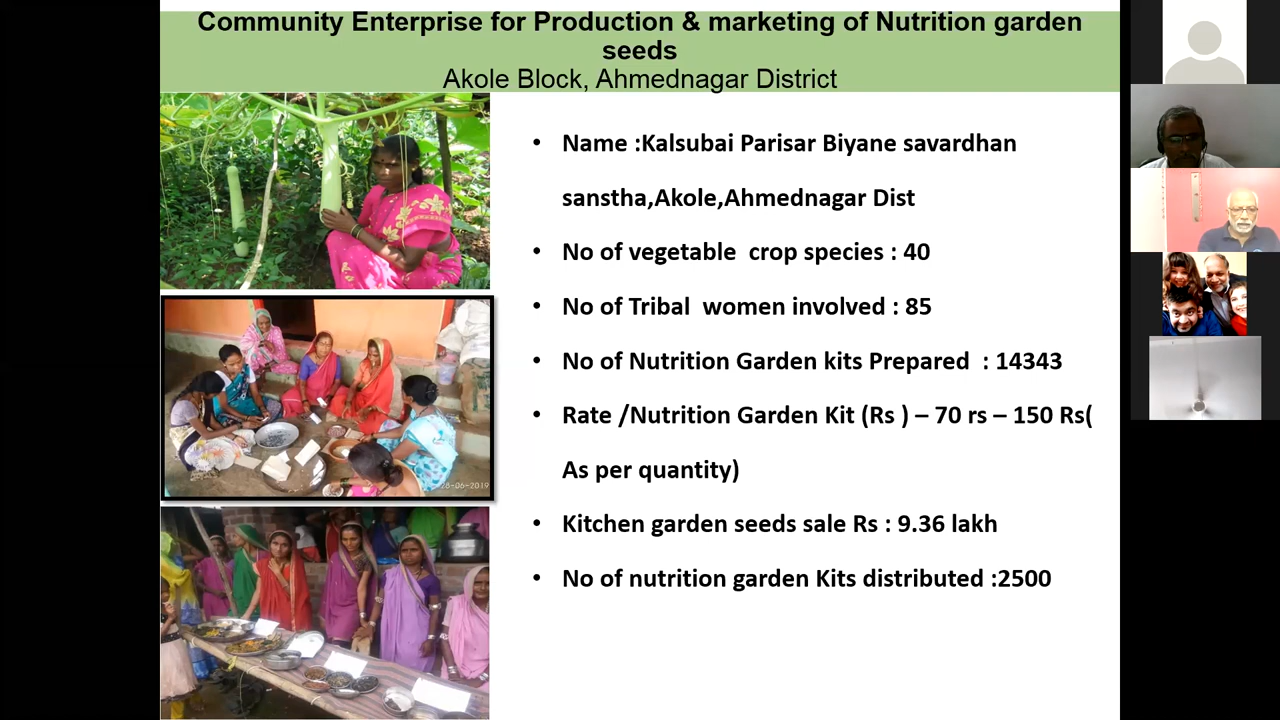 Community Enterprise for Production & marketing of Nutrition garden
seeds
Akole Block, Ahmednagar District
• Name :Kalsubai Parisar Biyane savardhan
sanstha,Akole,Ahmednagar Dist
• No of vegetable crop species : 40
• No of Tribal women involved : 85
• No of Nutrition Garden kits Prepared : 14343
• Rate /Nutrition Garden Kit (Rs ) – 70 rs – 150 Rs(
As per quantity)
• Kitchen garden seeds sale Rs : 9.36 lakh
• No of nutrition garden Kits distributed :2500
28-06-2019